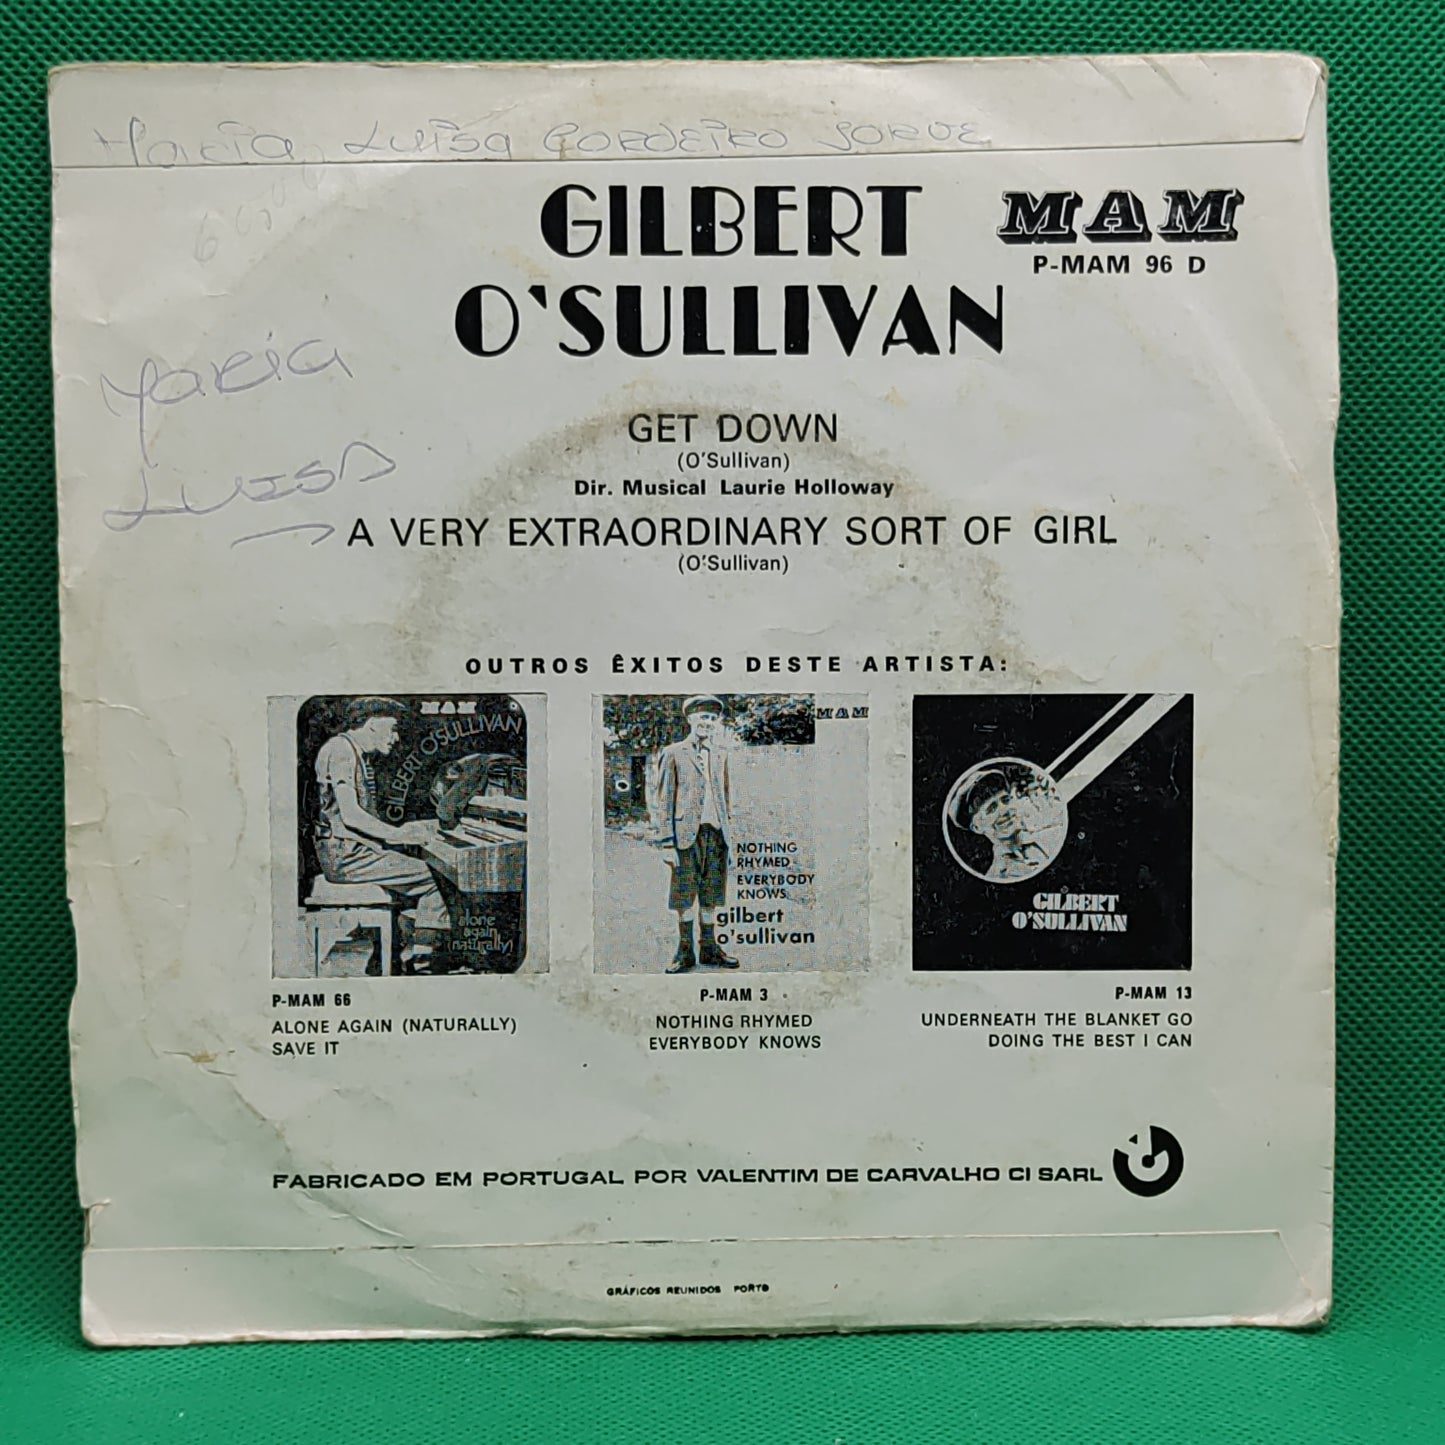 Maria Luisa Cordeiro Jorge
GILBERT
O'SULLIVAN
MAM
P-MAM 96 D
Maria
Luisa
GET DOWN
(O'Sullivan)
Dir. Musical Laurie Holloway
A VERY EXTRAORDINARY SORT OF GIRL
(O'Sullivan)
OUTROS ÊXITOS DESTE ARTISTA:
MAM
GILBERT O'SULLIVAN
alone
again
(naturally)
P-MAM 66
ALONE AGAIN (NATURALLY)
SAVE IT
MAM
NOTHING
RHYMED
EVERYBODY
KNOWS
gilbert
o'sullivan
P-MAM 3
NOTHING RHYMED
EVERYBODY KNOWS
GILBERT
O'SULLIVAN
P-MAM 13
UNDERNEATH THE BLANKET GO
DOING THE BEST I CAN
FABRICADO EM PORTUGAL POR VALENTIM DE CARVALHO CI SARL
GRÁFICOS REUNIDOS PORTO